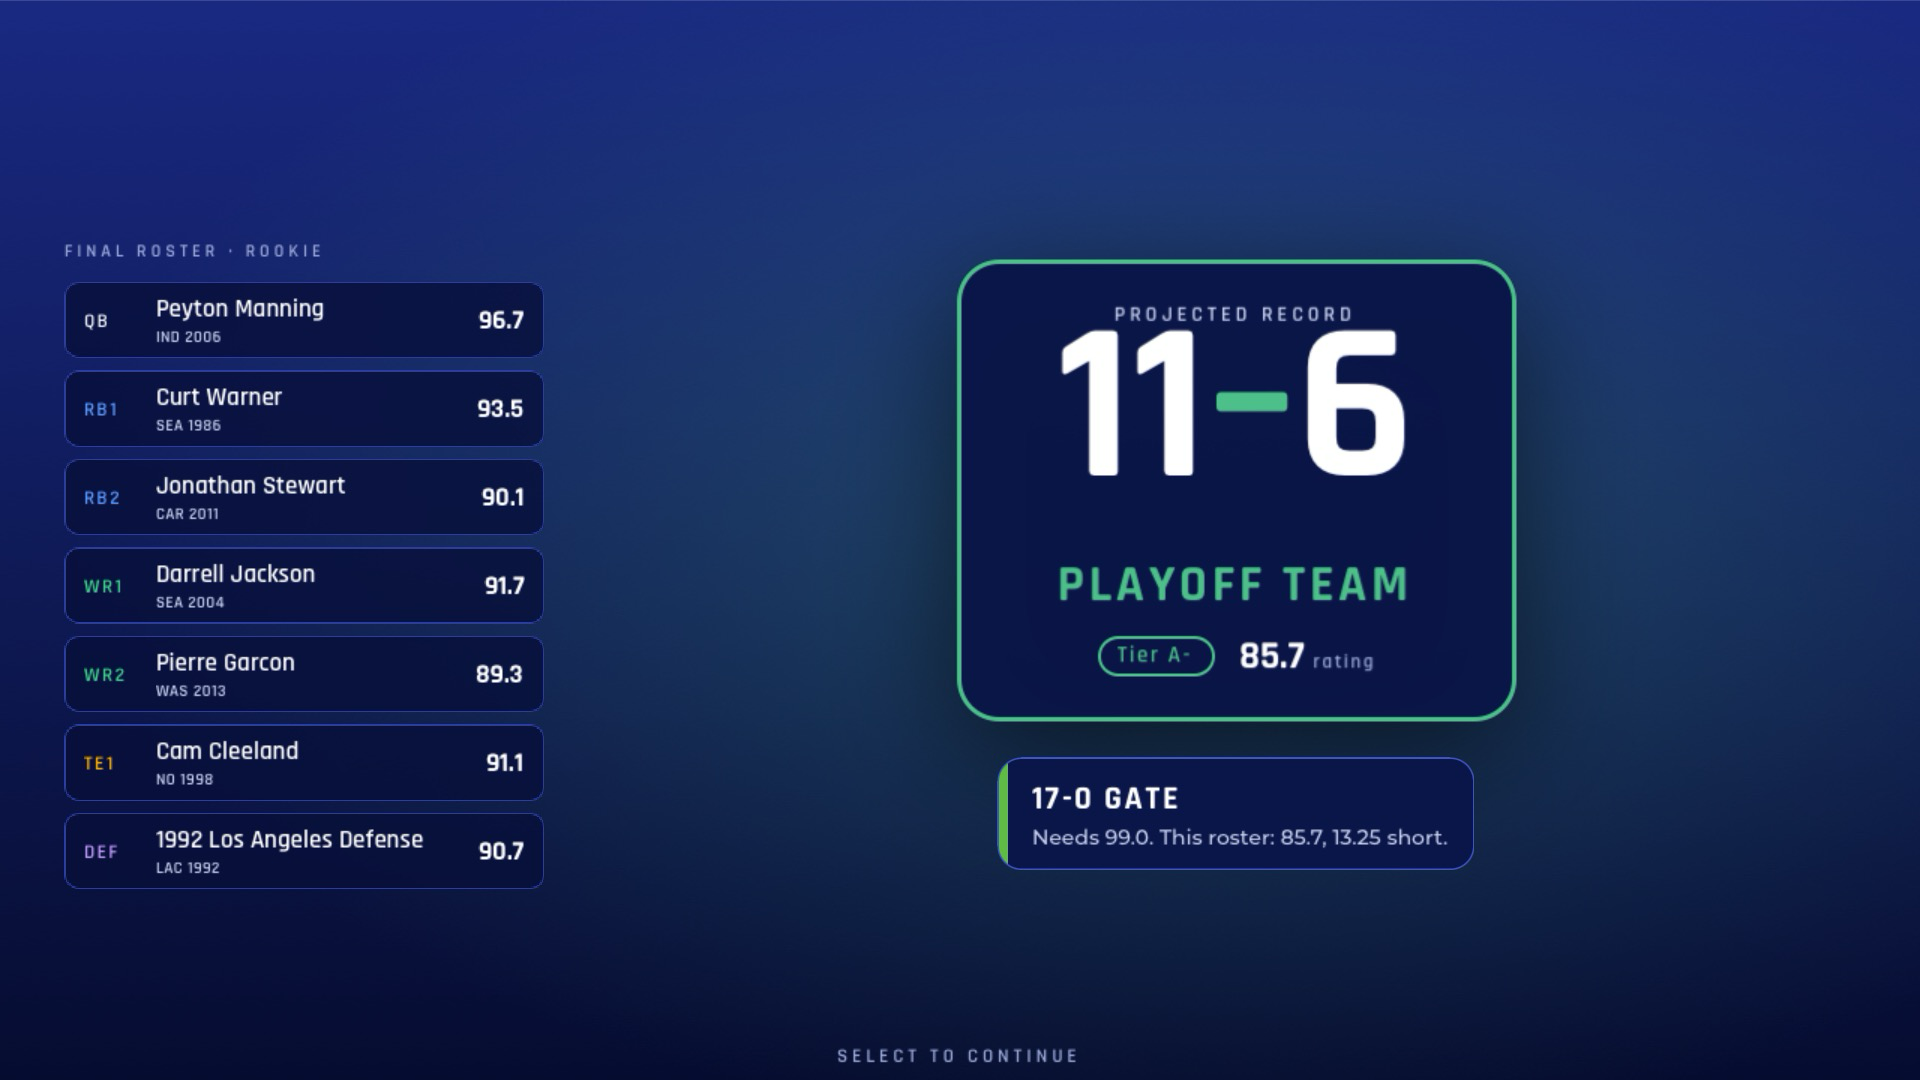 FINAL ROSTER · ROOKIE
QB
Peyton Manning
IND 2006
96.7
RB1
Curt Warner
SEA 1986
93.5
RB2
Jonathan Stewart
CAR 2011
90.1
WR1
Darrell Jackson
SEA 2004
91.7
WR2
Pierre Garcon
WAS 2013
89.3
TE1
Cam Cleeland
NO 1998
91.1
DEF
1992 Los Angeles Defense
LAC 1992
90.7
PROJECTED RECORD
11-6
PLAYOFF TEAM
Tier A-
85.7 rating
17-0 GATE
Needs 99.0. This roster: 85.7, 13.25 short.
SELECT TO CONTINUE